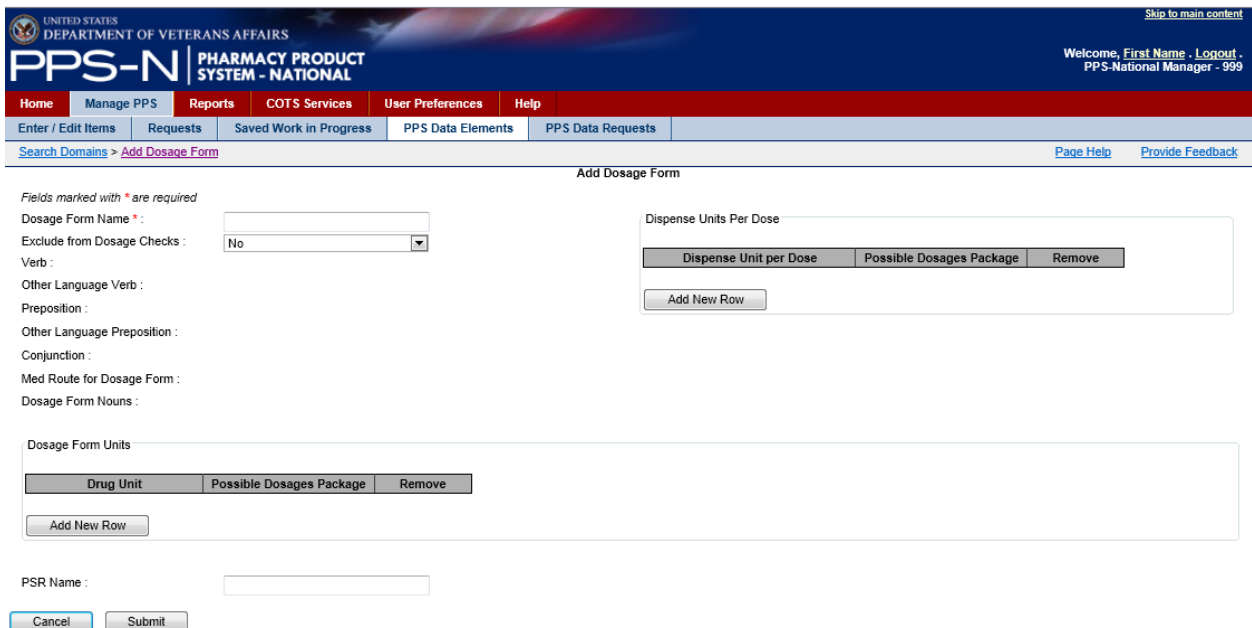 Skip to main content
UNITED STATES
DEPARTMENT OF VETERANS AFFAIRS
PPS-N PHARMACY PRODUCT
SYSTEM - NATIONAL
Welcome, First Name . Logout .
PPS-National Manager - 999
Home Manage PPS Reports COTS Services User Preferences Help
Enter / Edit Items Requests Saved Work in Progress PPS Data Elements PPS Data Requests
Search Domains > Add Dosage Form Page Help Provide Feedback
Add Dosage Form
Fields marked with * are required
Dosage Form Name * :
Exclude from Dosage Checks : No
Verb :
Other Language Verb :
Preposition :
Other Language Preposition :
Conjunction :
Med Route for Dosage Form :
Dosage Form Nouns :
Dispense Units Per Dose
Dispense Unit per Dose Possible Dosages Package Remove
Add New Row
Dosage Form Units
Drug Unit Possible Dosages Package Remove
Add New Row
PSR Name :
Cancel Submit